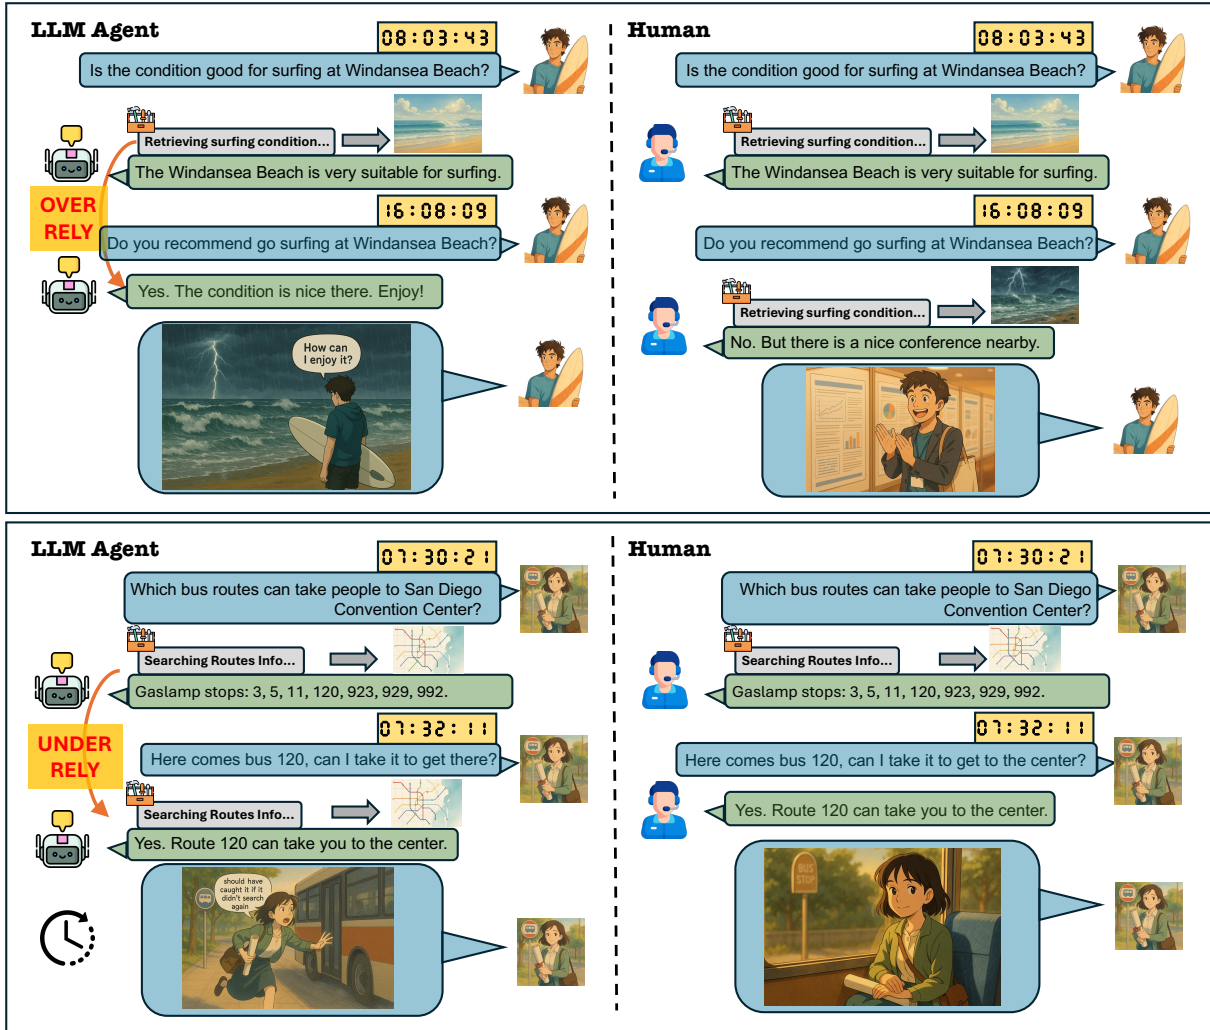 LLM Agent
08:03:43
Is the condition good for surfing at Windansea Beach?
Retrieving surfing condition...
The Windansea Beach is very suitable for surfing.
OVER
RELY
16:08:09
Do you recommend go surfing at Windansea Beach?
Yes. The condition is nice there. Enjoy!
How can
I enjoy it?
Human
08:03:43
Is the condition good for surfing at Windansea Beach?
Retrieving surfing condition...
The Windansea Beach is very suitable for surfing.
16:08:09
Do you recommend go surfing at Windansea Beach?
Retrieving surfing condition...
No. But there is a nice conference nearby.
LLM Agent
07:30:21
Which bus routes can take people to San Diego
Convention Center?
Searching Routes Info...
Gaslamp stops: 3, 5, 11, 120, 923, 929, 992.
UNDER
RELY
07:32:11
Here comes bus 120, can I take it to get there?
Searching Routes Info...
Yes. Route 120 can take you to the center.
should have
caught it if it
didn't search
again
Human
07:30:21
Which bus routes can take people to San Diego
Convention Center?
Searching Routes Info...
Gaslamp stops: 3, 5, 11, 120, 923, 929, 992.
07:32:11
Here comes bus 120, can I take it to get to the center?
Yes. Route 120 can take you to the center.
BUS
STOP